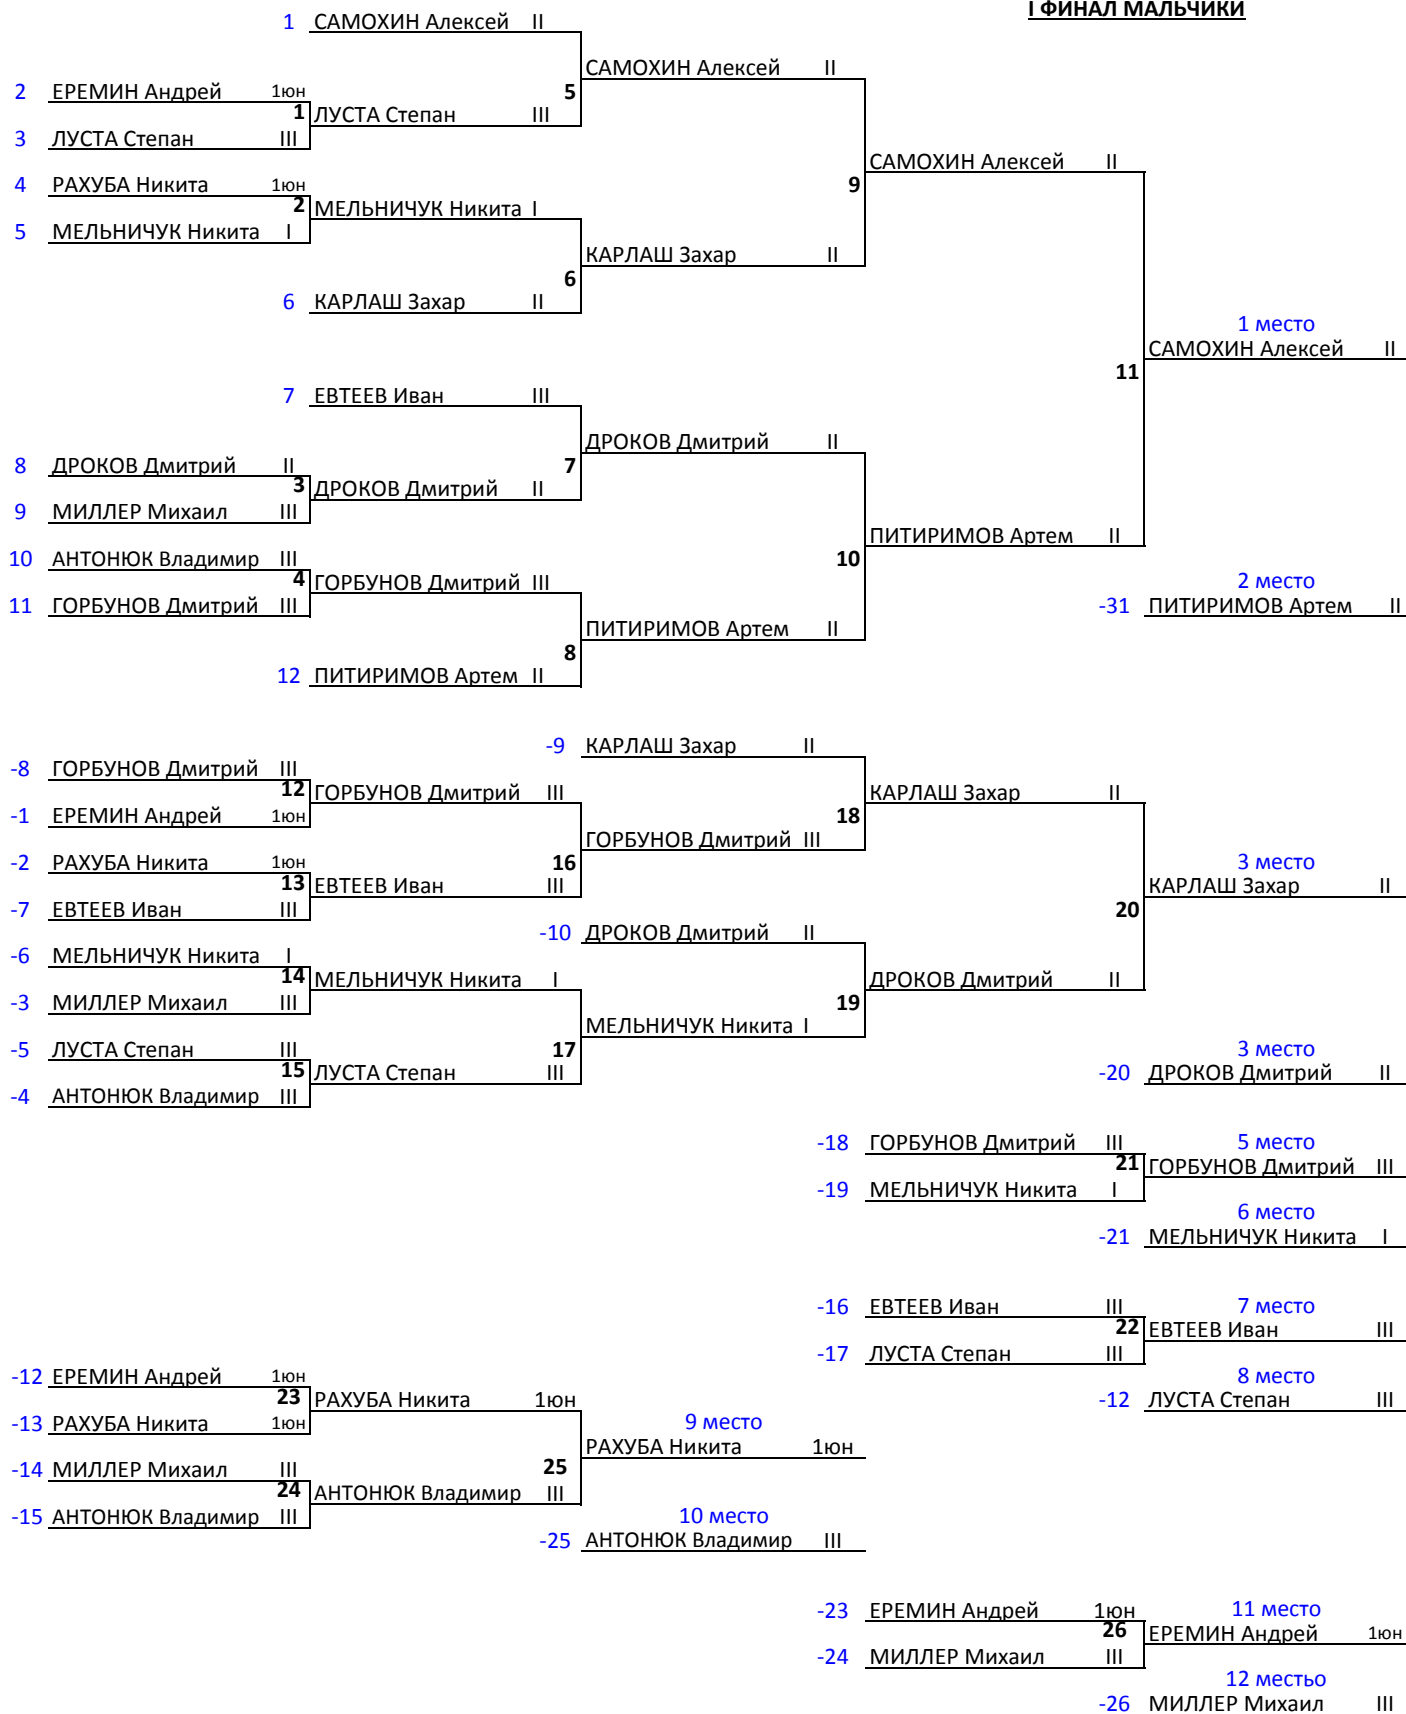 I ФИНАЛ МАЛЬЧИКИ
1 САМОХИН Алексей II
САМОХИН Алексей II
2 ЕРЕМИН Андрей 1юн
5
1 ЛУСТА Степан III
3 ЛУСТА Степан III
САМОХИН Алексей II
4 РАХУБА Никита 1юн
9
2 МЕЛЬНИЧУК Никита I
5 МЕЛЬНИЧУК Никита I
КАРЛАШ Захар II
6
6 КАРЛАШ Захар II
1 место
САМОХИН Алексей II
11
7 ЕВТЕЕВ Иван III
ДРОКОВ Дмитрий II
8 ДРОКОВ Дмитрий II
7
3 ДРОКОВ Дмитрий II
9 МИЛЛЕР Михаил III
ПИТИРИМОВ Артем II
10 АНТОНЮК Владимир III
10
4 ГОРБУНОВ Дмитрий III
2 место
11 ГОРБУНОВ Дмитрий III
-31 ПИТИРИМОВ Артем II
ПИТИРИМОВ Артем II
8
12 ПИТИРИМОВ Артем II
-9 КАРЛАШ Захар II
-8 ГОРБУНОВ Дмитрий III
12 ГОРБУНОВ Дмитрий III
КАРЛАШ Захар II
-1 ЕРЕМИН Андрей 1юн
18
ГОРБУНОВ Дмитрий III
-2 РАХУБА Никита 1юн
16
3 место
13 ЕВТЕЕВ Иван III
КАРЛАШ Захар II
-7 ЕВТЕЕВ Иван III
20
-10 ДРОКОВ Дмитрий II
-6 МЕЛЬНИЧУК Никита I
14 МЕЛЬНИЧУК Никита I
ДРОКОВ Дмитрий II
-3 МИЛЛЕР Михаил III
19
МЕЛЬНИЧУК Никита I
-5 ЛУСТА Степан III
17
3 место
15 ЛУСТА Степан III
-20 ДРОКОВ Дмитрий II
-4 АНТОНЮК Владимир III
-18 ГОРБУНОВ Дмитрий III
5 место
21 ГОРБУНОВ Дмитрий III
-19 МЕЛЬНИЧУК Никита I
6 место
-21 МЕЛЬНИЧУК Никита I
-16 ЕВТЕЕВ Иван III
7 место
22 ЕВТЕЕВ Иван III
-17 ЛУСТА Степан III
-12 ЕРЕМИН Андрей 1юн
8 место
23 РАХУБА Никита 1юн
-12 ЛУСТА Степан III
-13 РАХУБА Никита 1юн
9 место
РАХУБА Никита 1юн
-14 МИЛЛЕР Михаил III
25
24 АНТОНЮК Владимир III
-15 АНТОНЮК Владимир III
10 место
-25 АНТОНЮК Владимир III
-23 ЕРЕМИН Андрей 1юн
11 место
26 ЕРЕМИН Андрей 1юн
-24 МИЛЛЕР Михаил III
12 местьо
-26 МИЛЛЕР Михаил III